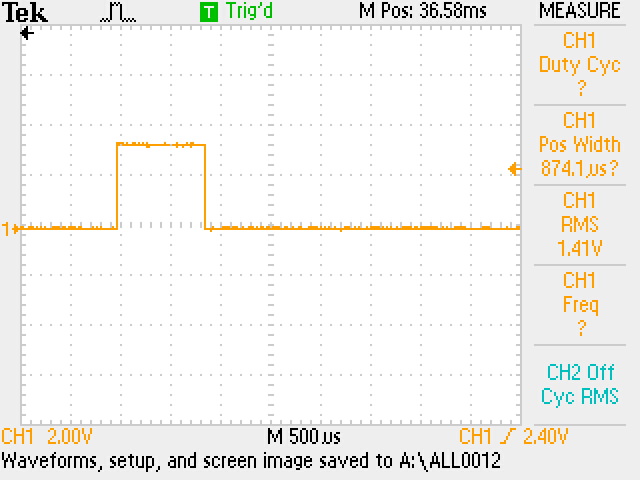 Tek T Trig'd M Pos: 36.58ms MEASURE
CH1
Duty Cyc
?
CH1
Pos Width
874.1µs?
1
CH1
RMS
1.41V
CH1
Freq
?
CH2 Off
Cyc RMS
CH1 2.00V M 500µs CH1 2.40V
Waveforms, setup, and screen image saved to A:\ALL0012